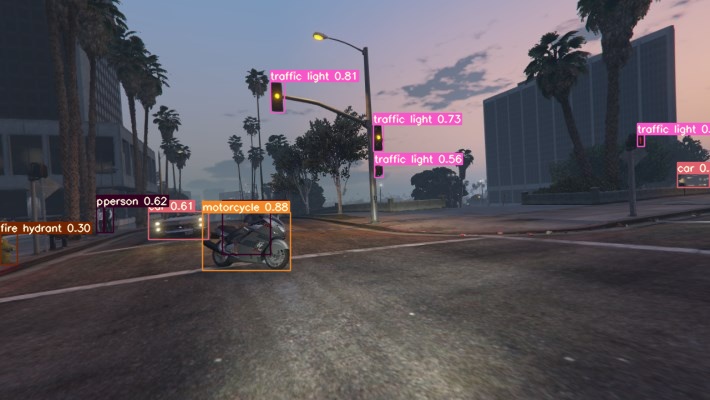 traffic light 0.81
traffic light 0.73
traffic light 0.56
traffic light 0.
car 0.
pperson 0.62
0.61
motorcycle 0.88
fire hydrant 0.30